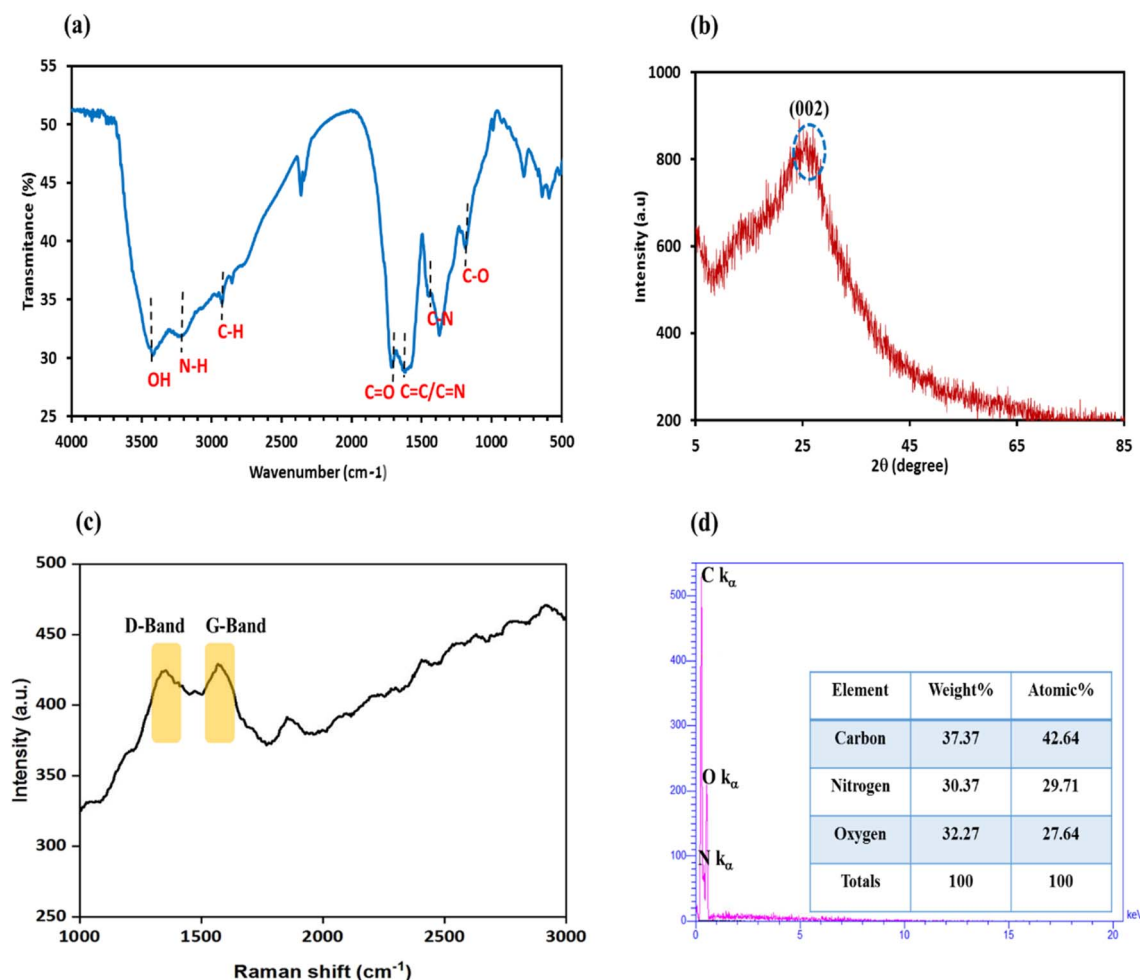 (a)
55
50
45
40
35
30
25
Transmitance (%)
OH
N-H
C-H
C=O
C=C/C=N
C-N
C-O
4000 3500 3000 2500 2000 1500 1000 500
Wavenumber (cm-1)
(b)
1000
800
600
400
200
Intensity (a.u)
(002)
5 25 45 65 85
2θ (degree)
(c)
500
450
400
350
300
250
Intensity (a.u.)
D-Band G-Band
1000 1500 2000 2500 3000
Raman shift (cm⁻¹)
(d)
500
400
300
200
100
0
C kα
O kα
N kα
Element Weight% Atomic%
Carbon 37.37 42.64
Nitrogen 30.37 29.71
Oxygen 32.27 27.64
Totals 100 100
0 5 10 15 20
keV